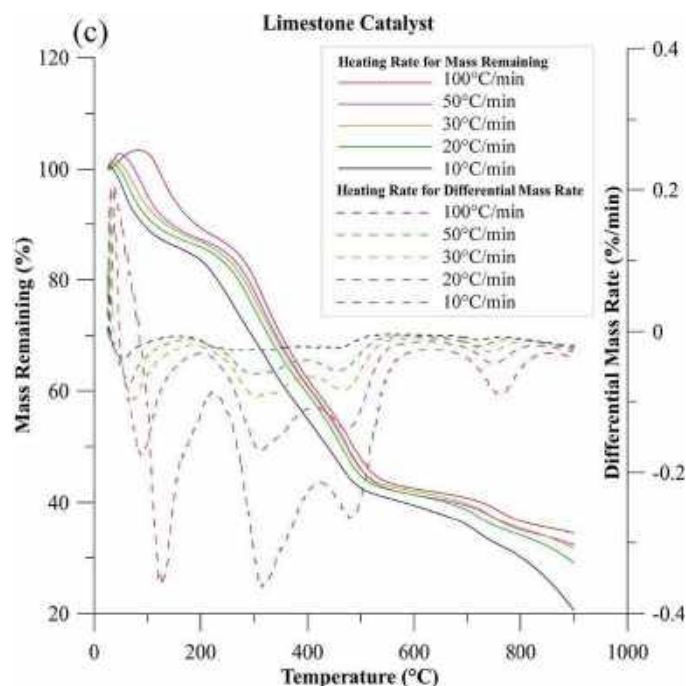 (c)
Limestone Catalyst
Heating Rate for Mass Remaining
100°C/min
50°C/min
30°C/min
20°C/min
10°C/min
Heating Rate for Differential Mass Rate
100°C/min
50°C/min
30°C/min
20°C/min
10°C/min
Mass Remaining (%)
120
100
80
60
40
20
Differential Mass Rate (%/min)
0.4
0.2
0
-0.2
-0.4
0
200
400
600
800
1000
Temperature (°C)